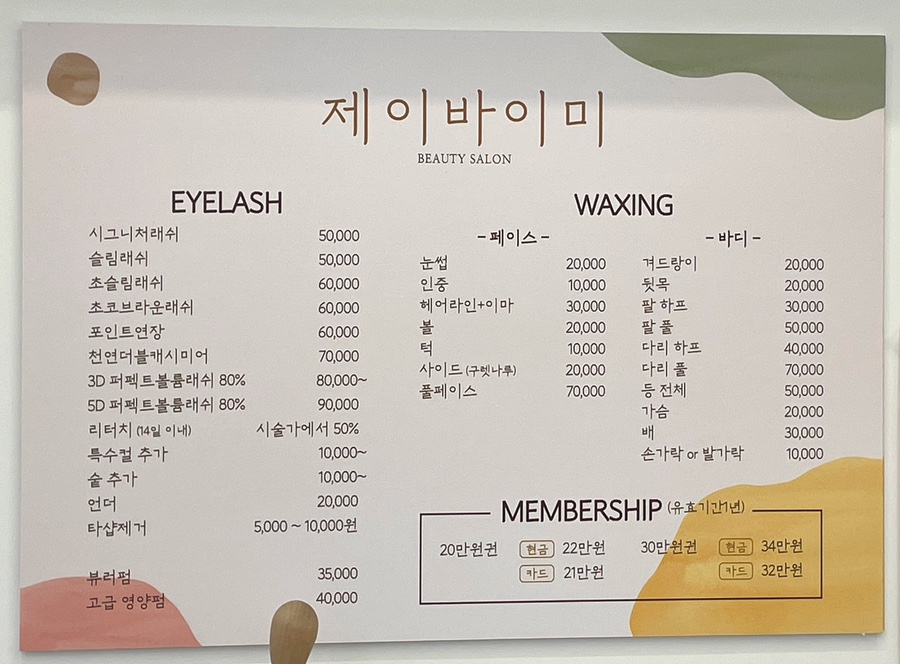 제이바이미
BEAUTY SALON
EYELASH
시그니처래쉬 50,000
슬림래쉬 50,000
초슬림래쉬 60,000
초코브라운래쉬 60,000
포인트연장 60,000
천연더블캐시미어 70,000
3D 퍼펙트볼륨래쉬 80% 80,000~
5D 퍼펙트볼륨래쉬 80% 90,000
리터치 (14일 이내) 시술가에서 50%
특수컬 추가 10,000~
숱 추가 10,000~
언더 20,000
타샵제거 5,000 ~ 10,000원
뷰러펌 35,000
고급 영양펌 40,000
WAXING
- 페이스 -
눈썹 20,000
인중 10,000
헤어라인+이마 30,000
볼 20,000
턱 10,000
사이드 (구렛나루) 20,000
풀페이스 70,000
- 바디 -
겨드랑이 20,000
뒷목 20,000
팔 하프 30,000
팔 풀 50,000
다리 하프 40,000
다리 풀 70,000
등 전체 50,000
가슴 20,000
배 30,000
손가락 or 발가락 10,000
MEMBERSHIP (유효기간1년)
20만원권 현금 22만원 30만원권 현금 34만원
카드 21만원 카드 32만원